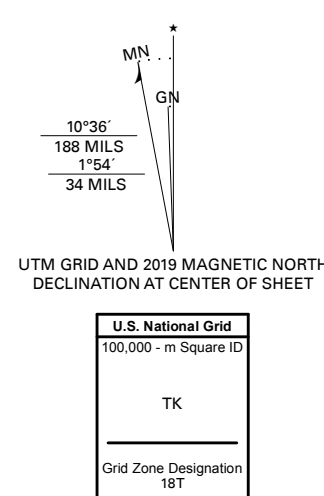 ★
MN
GN
10°36´
188 MILS
1°54´
34 MILS
UTM GRID AND 2019 MAGNETIC NORTH
DECLINATION AT CENTER OF SHEET
U.S. National Grid
100,000 - m Square ID
TK
Grid Zone Designation
18T